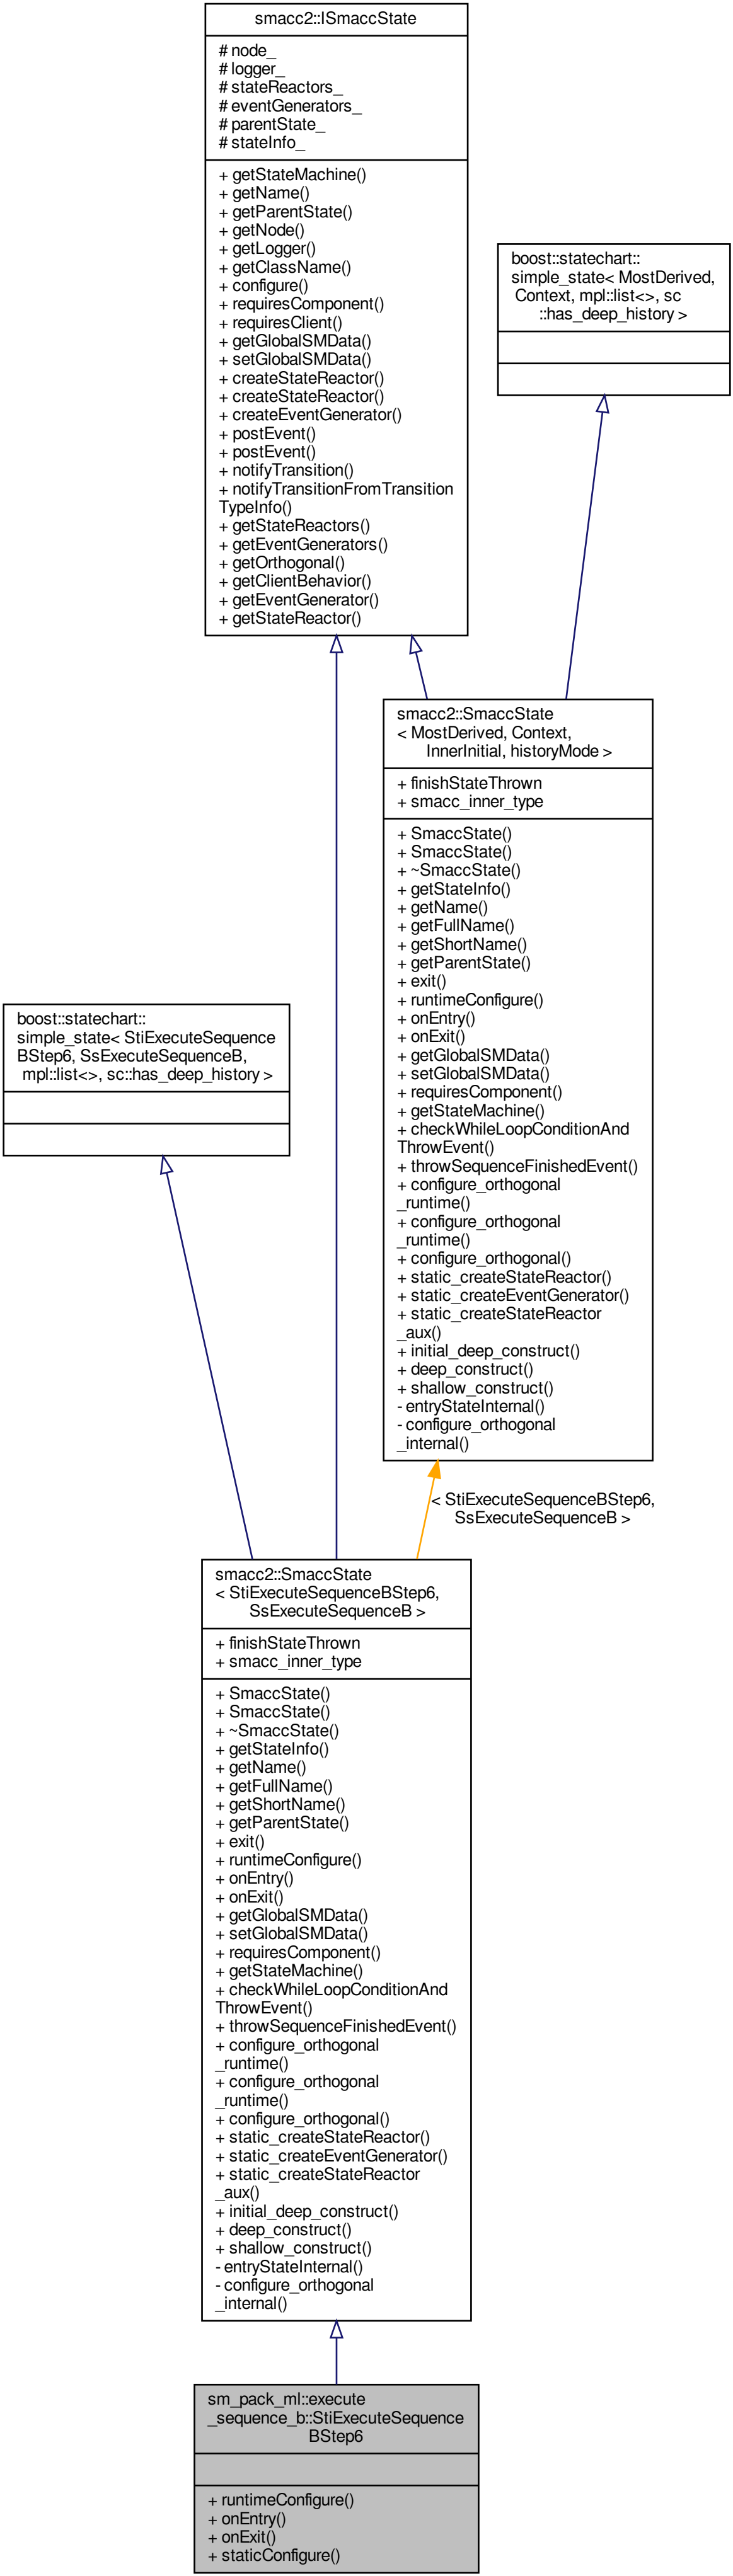 smacc2::ISmaccState
# node_
# logger_
# stateReactors_
# eventGenerators_
# parentState_
# stateInfo_
+ getStateMachine()
+ getName()
+ getParentState()
+ getNode()
+ getLogger()
+ getClassName()
+ configure()
+ requiresComponent()
+ requiresClient()
+ getGlobalSMData()
+ setGlobalSMData()
+ createStateReactor()
+ createStateReactor()
+ createEventGenerator()
+ postEvent()
+ postEvent()
+ notifyTransition()
+ notifyTransitionFromTransition
TypeInfo()
+ getStateReactors()
+ getEventGenerators()
+ getOrthogonal()
+ getClientBehavior()
+ getEventGenerator()
+ getStateReactor()
boost::statechart::
simple_state< MostDerived,
Context, mpl::list<>, sc
::has_deep_history >
smacc2::SmaccState
< MostDerived, Context,
InnerInitial, historyMode >
+ finishStateThrown
+ smacc_inner_type
+ SmaccState()
+ SmaccState()
+ ~SmaccState()
+ getStateInfo()
+ getName()
+ getFullName()
+ getShortName()
+ getParentState()
+ exit()
+ runtimeConfigure()
+ onEntry()
+ onExit()
+ getGlobalSMData()
+ setGlobalSMData()
+ requiresComponent()
+ getStateMachine()
+ checkWhileLoopConditionAnd
ThrowEvent()
+ throwSequenceFinishedEvent()
+ configure_orthogonal
_runtime()
+ configure_orthogonal
_runtime()
+ configure_orthogonal()
+ static_createStateReactor()
+ static_createEventGenerator()
+ static_createStateReactor
_aux()
+ initial_deep_construct()
+ deep_construct()
+ shallow_construct()
- entryStateInternal()
- configure_orthogonal
_internal()
boost::statechart::
simple_state< StiExecuteSequence
BStep6, SsExecuteSequenceB,
mpl::list<>, sc::has_deep_history >
< StiExecuteSequenceBStep6,
SsExecuteSequenceB >
smacc2::SmaccState
< StiExecuteSequenceBStep6,
SsExecuteSequenceB >
+ finishStateThrown
+ smacc_inner_type
+ SmaccState()
+ SmaccState()
+ ~SmaccState()
+ getStateInfo()
+ getName()
+ getFullName()
+ getShortName()
+ getParentState()
+ exit()
+ runtimeConfigure()
+ onEntry()
+ onExit()
+ getGlobalSMData()
+ setGlobalSMData()
+ requiresComponent()
+ getStateMachine()
+ checkWhileLoopConditionAnd
ThrowEvent()
+ throwSequenceFinishedEvent()
+ configure_orthogonal
_runtime()
+ configure_orthogonal
_runtime()
+ configure_orthogonal()
+ static_createStateReactor()
+ static_createEventGenerator()
+ static_createStateReactor
_aux()
+ initial_deep_construct()
+ deep_construct()
+ shallow_construct()
- entryStateInternal()
- configure_orthogonal
_internal()
sm_pack_ml::execute
_sequence_b::StiExecuteSequence
BStep6
+ runtimeConfigure()
+ onEntry()
+ onExit()
+ staticConfigure()